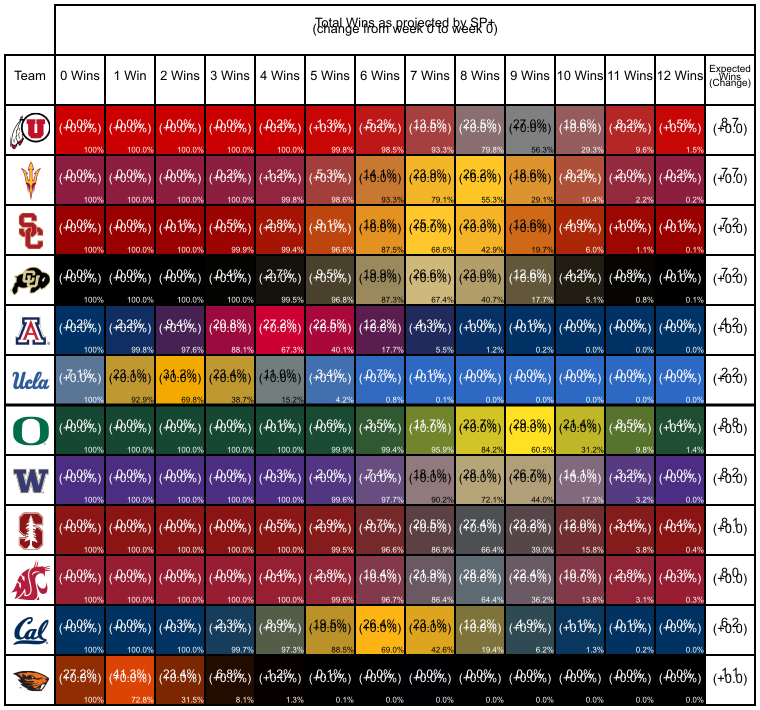 Total Wins as projected by SP+
(change from week 0 to week 0)
Team 0 Wins 1 Win 2 Wins 3 Wins 4 Wins 5 Wins 6 Wins 7 Wins 8 Wins 9 Wins 10 Wins 11 Wins 12 Wins Expected Wins (Change)
U 0.0% 0.0% 0.0% 0.0% 0.2% 1.3% 5.2% 13.5% 23.5% 27.0% 19.6% 8.2% 1.5% 8.7
(+0.0%) (+0.0%) (+0.0%) (+0.0%) (+0.0%) (+0.0%) (+0.0%) (+0.0%) (+0.0%) (+0.0%) (+0.0%) (+0.0%) (+0.0%) (+0.0)
100% 100.0% 100.0% 100.0% 100.0% 99.8% 98.5% 93.3% 79.8% 56.3% 29.3% 9.6% 1.5%
0.0% 0.0% 0.0% 0.2% 1.2% 5.3% 14.1% 23.9% 26.2% 18.6% 8.2% 2.0% 0.2% 7.7
(+0.0%) (+0.0%) (+0.0%) (+0.0%) (+0.0%) (+0.0%) (+0.0%) (+0.0%) (+0.0%) (+0.0%) (+0.0%) (+0.0%) (+0.0%) (+0.0)
100% 100.0% 100.0% 100.0% 99.8% 98.6% 93.3% 79.1% 55.3% 29.1% 10.4% 2.2% 0.2%
SC 0.0% 0.0% 0.1% 0.5% 2.8% 9.1% 18.8% 25.7% 23.3% 13.6% 4.9% 1.0% 0.1% 7.2
(+0.0%) (+0.0%) (+0.0%) (+0.0%) (+0.0%) (+0.0%) (+0.0%) (+0.0%) (+0.0%) (+0.0%) (+0.0%) (+0.0%) (+0.0%) (+0.0)
100% 100.0% 100.0% 99.9% 99.4% 96.6% 87.5% 68.6% 42.9% 19.7% 6.0% 1.1% 0.1%
CU 0.0% 0.0% 0.0% 0.4% 2.7% 9.5% 19.9% 26.6% 23.0% 12.6% 4.2% 0.8% 0.1% 7.2
(+0.0%) (+0.0%) (+0.0%) (+0.0%) (+0.0%) (+0.0%) (+0.0%) (+0.0%) (+0.0%) (+0.0%) (+0.0%) (+0.0%) (+0.0%) (+0.0)
100% 100.0% 100.0% 100.0% 99.5% 96.8% 87.3% 67.4% 40.7% 17.7% 5.1% 0.8% 0.1%
A 0.2% 2.2% 9.4% 20.8% 27.2% 22.5% 12.2% 4.3% 1.0% 0.1% 0.0% 0.0% 0.0% 4.2
(+0.0%) (+0.0%) (+0.0%) (+0.0%) (+0.0%) (+0.0%) (+0.0%) (+0.0%) (+0.0%) (+0.0%) (+0.0%) (+0.0%) (+0.0%) (+0.0)
100% 99.8% 97.6% 88.1% 67.3% 40.1% 17.7% 5.5% 1.2% 0.2% 0.0% 0.0% 0.0%
Ucla 7.1% 23.1% 31.2% 23.4% 11.0% 3.4% 0.7% 0.1% 0.0% 0.0% 0.0% 0.0% 0.0% 2.2
(+0.0%) (+0.0%) (+0.0%) (+0.0%) (+0.0%) (+0.0%) (+0.0%) (+0.0%) (+0.0%) (+0.0%) (+0.0%) (+0.0%) (+0.0%) (+0.0)
100% 92.9% 69.8% 38.7% 15.2% 4.2% 0.8% 0.1% 0.0% 0.0% 0.0% 0.0% 0.0%
O 0.0% 0.0% 0.0% 0.0% 0.1% 0.6% 3.5% 11.7% 23.7% 29.3% 21.4% 8.5% 1.4% 8.8
(+0.0%) (+0.0%) (+0.0%) (+0.0%) (+0.0%) (+0.0%) (+0.0%) (+0.0%) (+0.0%) (+0.0%) (+0.0%) (+0.0%) (+0.0%) (+0.0)
100% 100.0% 100.0% 100.0% 100.0% 99.9% 99.4% 95.9% 84.2% 60.5% 31.2% 9.8% 1.4%
W 0.0% 0.0% 0.0% 0.0% 0.3% 2.0% 7.4% 18.1% 28.1% 26.7% 14.1% 3.2% 0.0% 8.2
(+0.0%) (+0.0%) (+0.0%) (+0.0%) (+0.0%) (+0.0%) (+0.0%) (+0.0%) (+0.0%) (+0.0%) (+0.0%) (+0.0%) (+0.0%) (+0.0)
100% 100.0% 100.0% 100.0% 100.0% 99.6% 97.7% 90.2% 72.1% 44.0% 17.3% 3.2% 0.0%
S 0.0% 0.0% 0.0% 0.0% 0.5% 2.9% 9.7% 20.5% 27.4% 23.2% 12.0% 3.4% 0.4% 8.1
(+0.0%) (+0.0%) (+0.0%) (+0.0%) (+0.0%) (+0.0%) (+0.0%) (+0.0%) (+0.0%) (+0.0%) (+0.0%) (+0.0%) (+0.0%) (+0.0)
100% 100.0% 100.0% 100.0% 100.0% 99.5% 96.6% 86.9% 66.4% 39.0% 15.8% 3.8% 0.4%
0.0% 0.0% 0.0% 0.0% 0.4% 2.8% 10.4% 21.9% 28.2% 22.4% 10.7% 2.8% 0.3% 8.0
(+0.0%) (+0.0%) (+0.0%) (+0.0%) (+0.0%) (+0.0%) (+0.0%) (+0.0%) (+0.0%) (+0.0%) (+0.0%) (+0.0%) (+0.0%) (+0.0)
100% 100.0% 100.0% 100.0% 100.0% 99.6% 96.7% 86.4% 64.4% 36.2% 13.8% 3.1% 0.3%
Cal 0.0% 0.0% 0.3% 2.3% 8.9% 19.5% 26.4% 23.1% 13.2% 4.9% 1.1% 0.2% 0.0% 6.2
(+0.0%) (+0.0%) (+0.0%) (+0.0%) (+0.0%) (+0.0%) (+0.0%) (+0.0%) (+0.0%) (+0.0%) (+0.0%) (+0.0%) (+0.0%) (+0.0)
100% 100.0% 100.0% 99.7% 97.3% 88.5% 69.0% 42.6% 19.4% 6.2% 1.3% 0.2% 0.0%
27.2% 41.3% 23.4% 6.8% 1.2% 0.1% 0.0% 0.0% 0.0% 0.0% 0.0% 0.0% 0.0% 1.1
(+0.0%) (+0.0%) (+0.0%) (+0.0%) (+0.0%) (+0.0%) (+0.0%) (+0.0%) (+0.0%) (+0.0%) (+0.0%) (+0.0%) (+0.0%) (+0.0)
100% 72.8% 31.5% 8.1% 1.3% 0.1% 0.0% 0.0% 0.0% 0.0% 0.0% 0.0% 0.0%